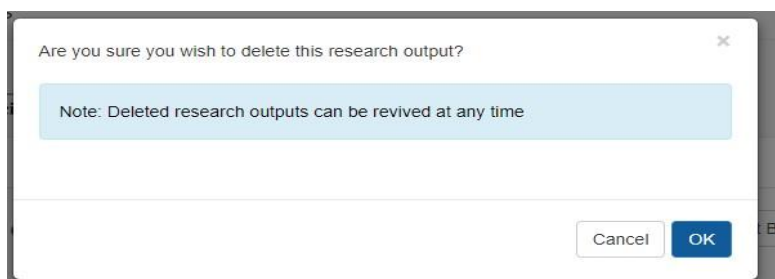 Are you sure you wish to delete this research output?
×
Note: Deleted research outputs can be revived at any time
Cancel OK